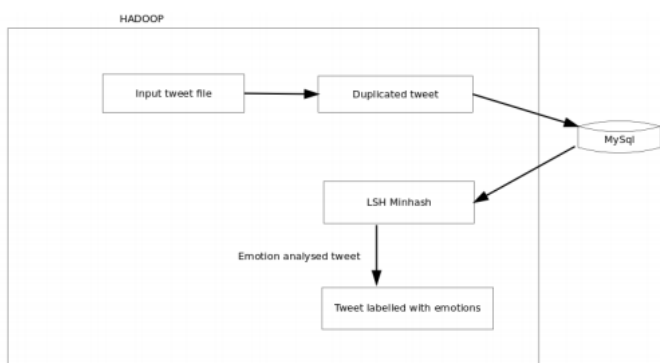 HADOOP
Input tweet file
Duplicated tweet
MySql
LSH Minhash
Emotion analysed tweet
Tweet labelled with emotions